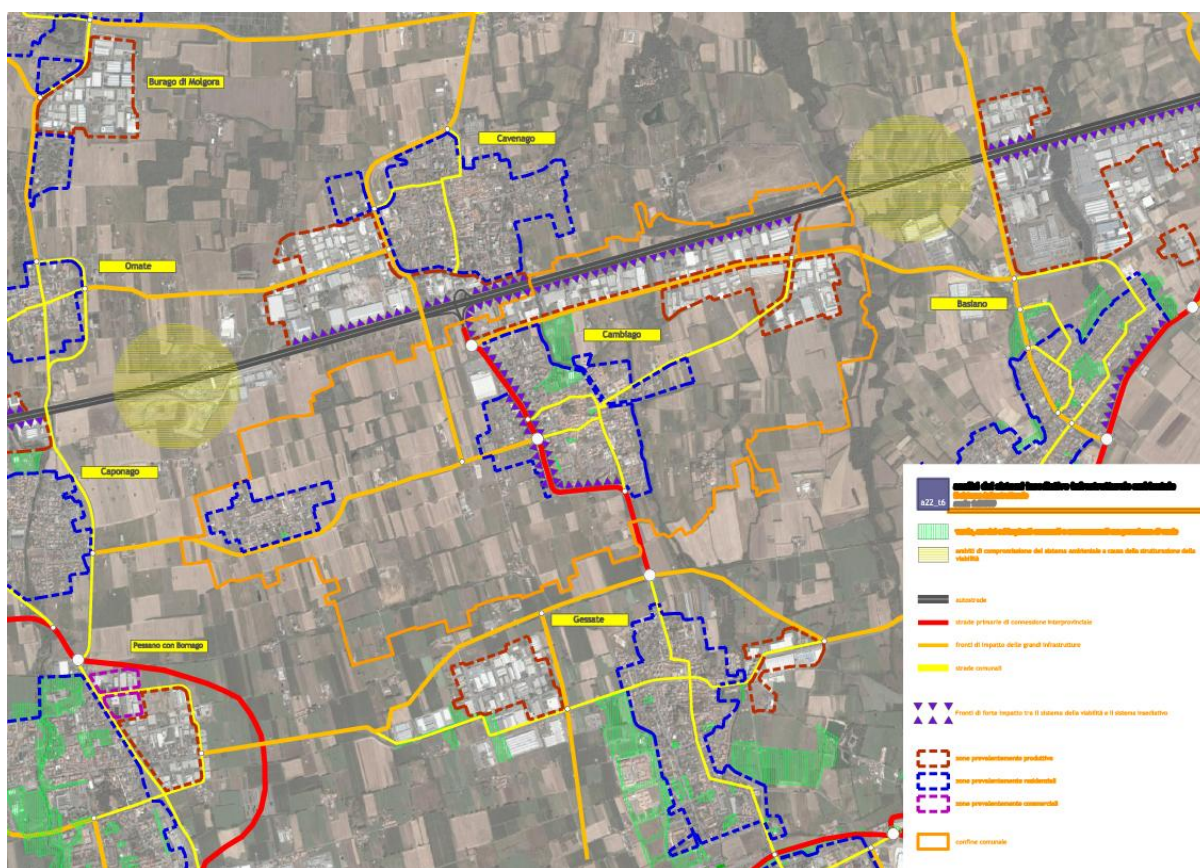 Burago di Molgora
Cavenago
Omate
Cambiago
Basiano
Caponago
Gessate
Pessano con Bornago
a22_t6
ambiti di compromissione del sistema ambientale a causa della strutturazione della
viabilità
autostrade
strade primarie di connessione interprovinciale
fronti di impatto delle grandi infrastrutture
strade comunali
Fronti di forte impatto tra il sistema della viabilità e il sistema insediativo
zone prevalentemente produttive
zone prevalentemente residenziali
zone prevalentemente commerciali
confine comunale